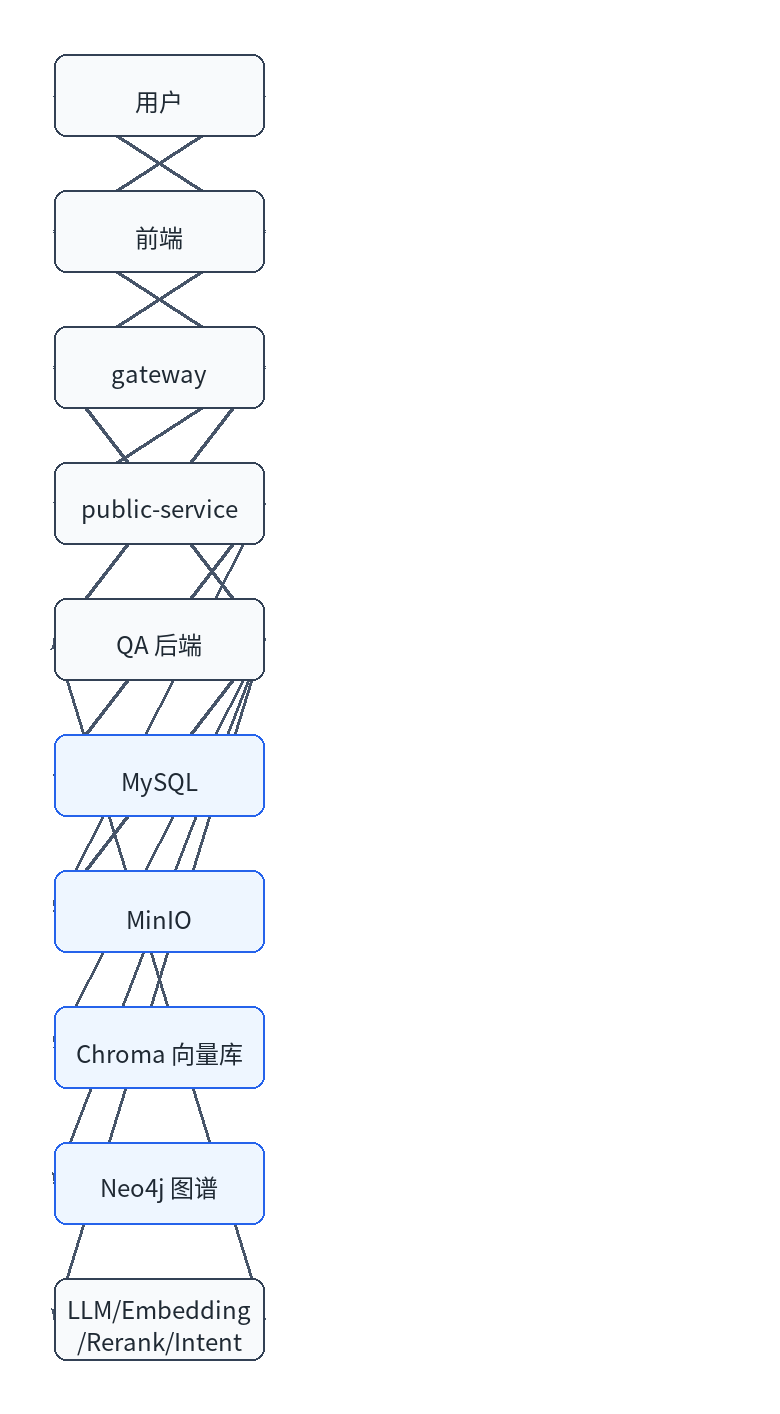 用户
前端
gateway
public-service
QA 后端
MySQL
MinIO
Chroma 向量库
Neo4j 图谱
LLM/Embedding
/Rerank/Intent